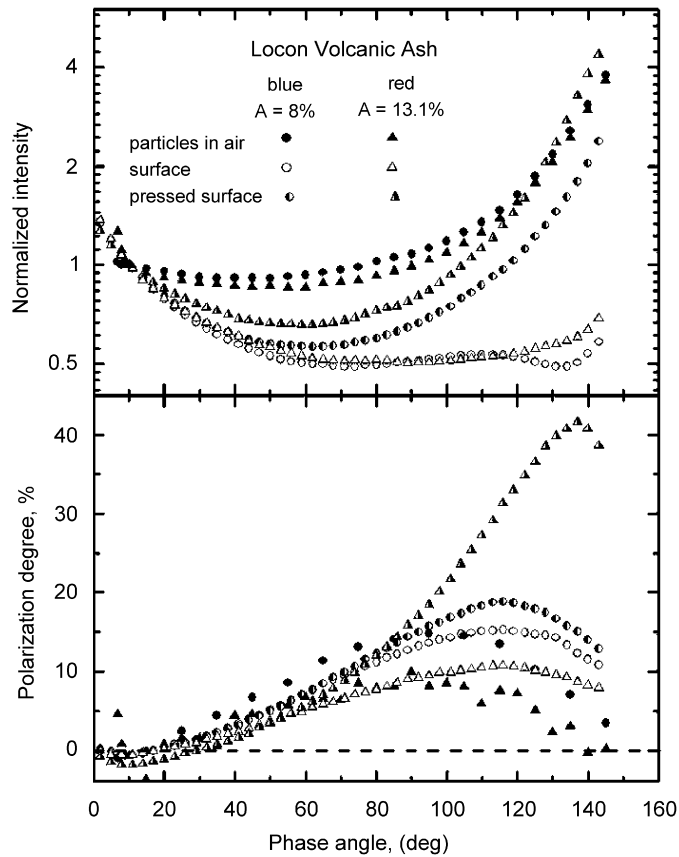 Locon Volcanic Ash
blue red
A = 8% A = 13.1%
particles in air
surface
pressed surface
Normalized intensity
4
2
1
0.5
Polarization degree, %
40
30
20
10
0
0 20 40 60 80 100 120 140 160
Phase angle, (deg)